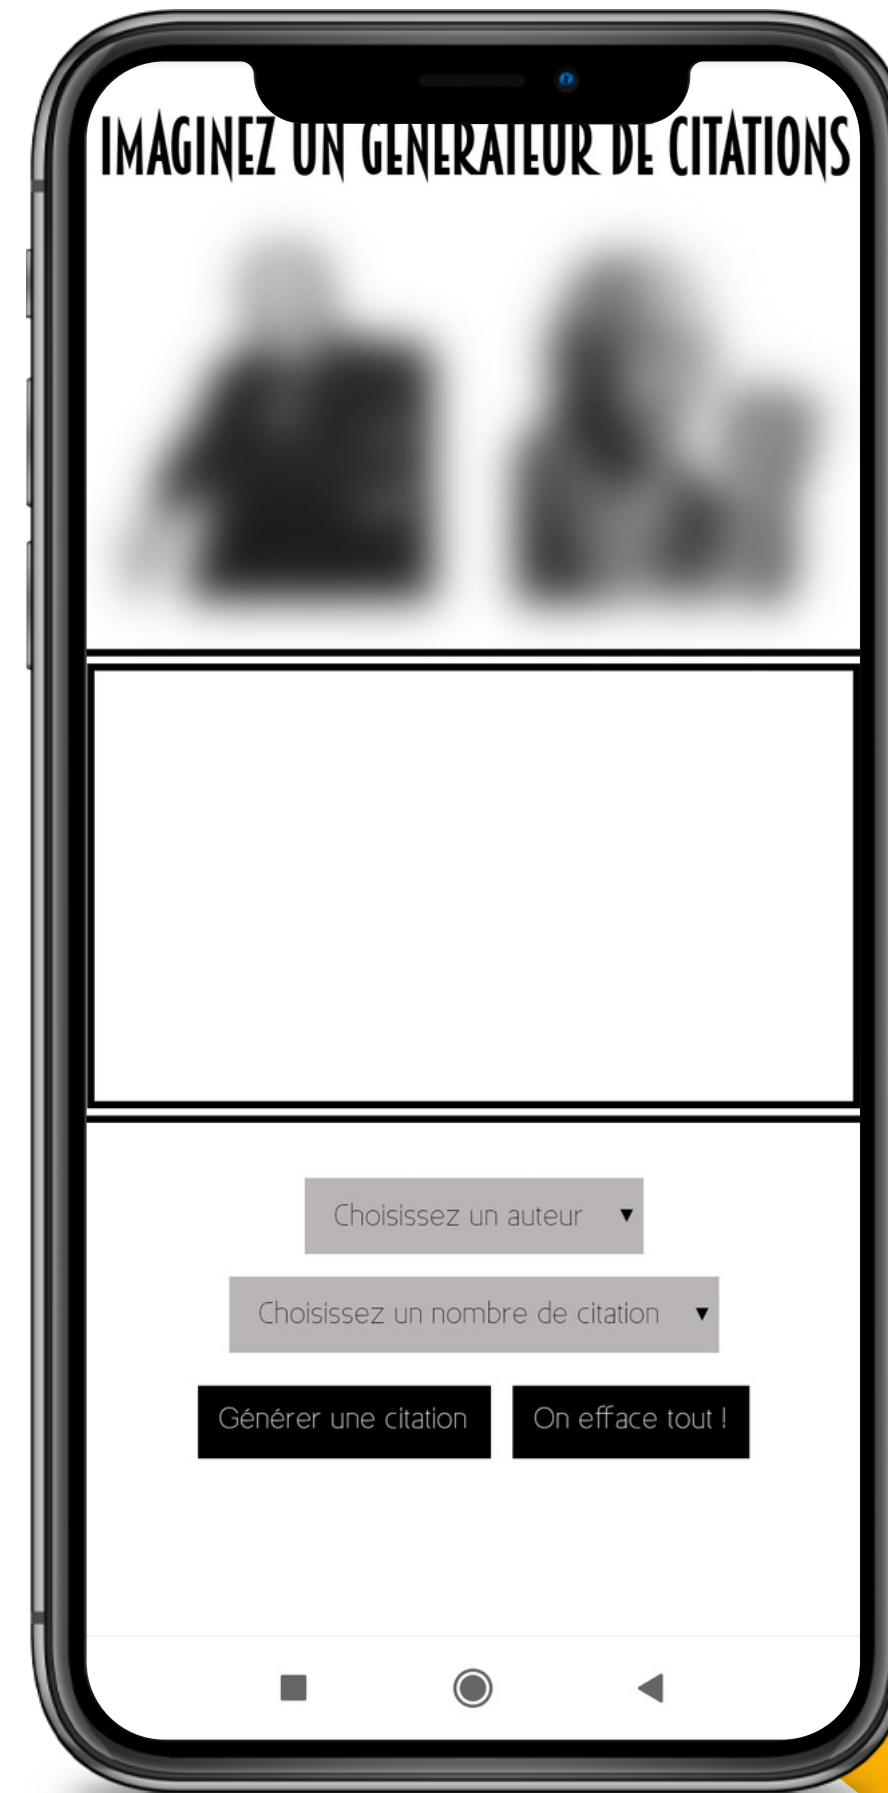 IMAGINEZ UN GENERATEUR DE CITATIONS
Choisissez un auteur
Choisissez un nombre de citation
Générer une citation
On efface tout !